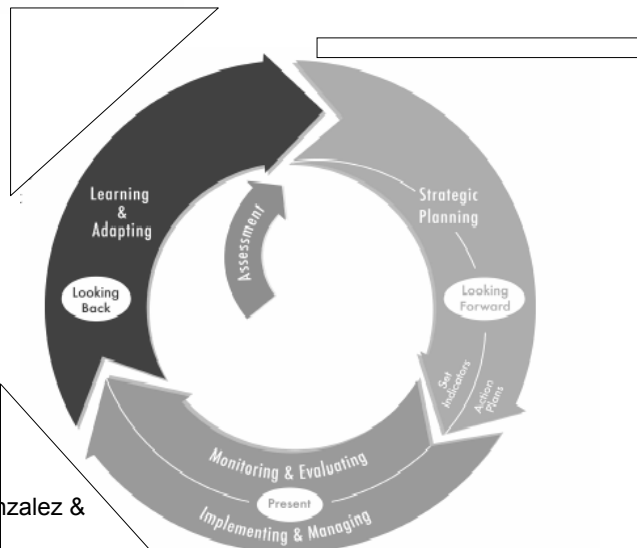 Learning
&
Adapting
Looking
Back
Assessment
Strategic
Planning
Looking
Forward
Set
Indicators
Action
Plans
Monitoring & Evaluating
Present
Implementing & Managing
nzalez &